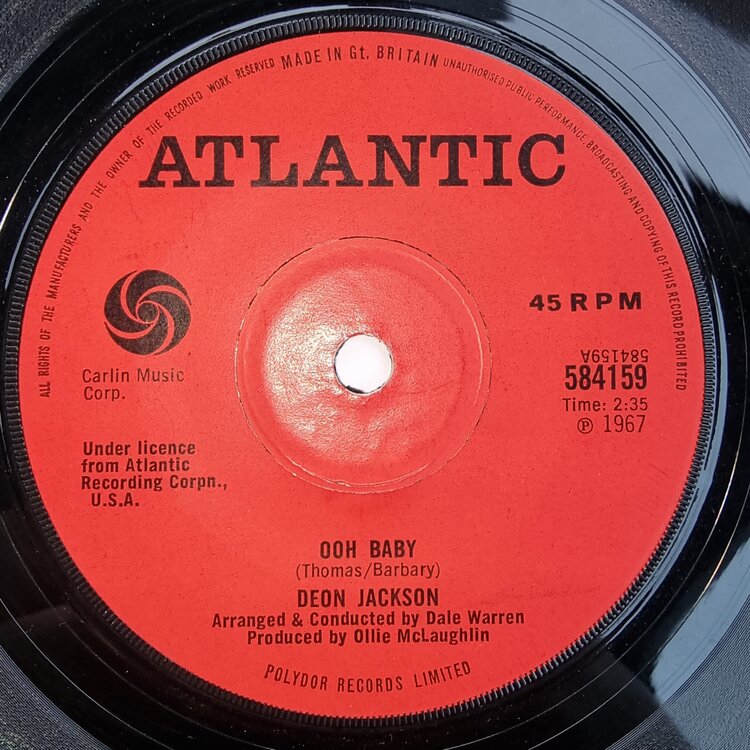 ALL RIGHTS OF THE MANUFACTURERS AND THE OWNER OF THE RECORDED WORK RESERVED MADE IN Gt. BRITAIN UNAUTHORISED PUBLIC PERFORMANCE, BROADCASTING AND COPYING OF THIS RECORD PROHIBITED
ATLANTIC
45 RPM
584159A
584159
Time: 2:35
℗ 1967
Carlin Music
Corp.
Under licence
from Atlantic
Recording Corpn.,
U.S.A.
OOH BABY
(Thomas/Barbary)
DEON JACKSON
Arranged & Conducted by Dale Warren
Produced by Ollie McLaughlin
POLYDOR RECORDS LIMITED